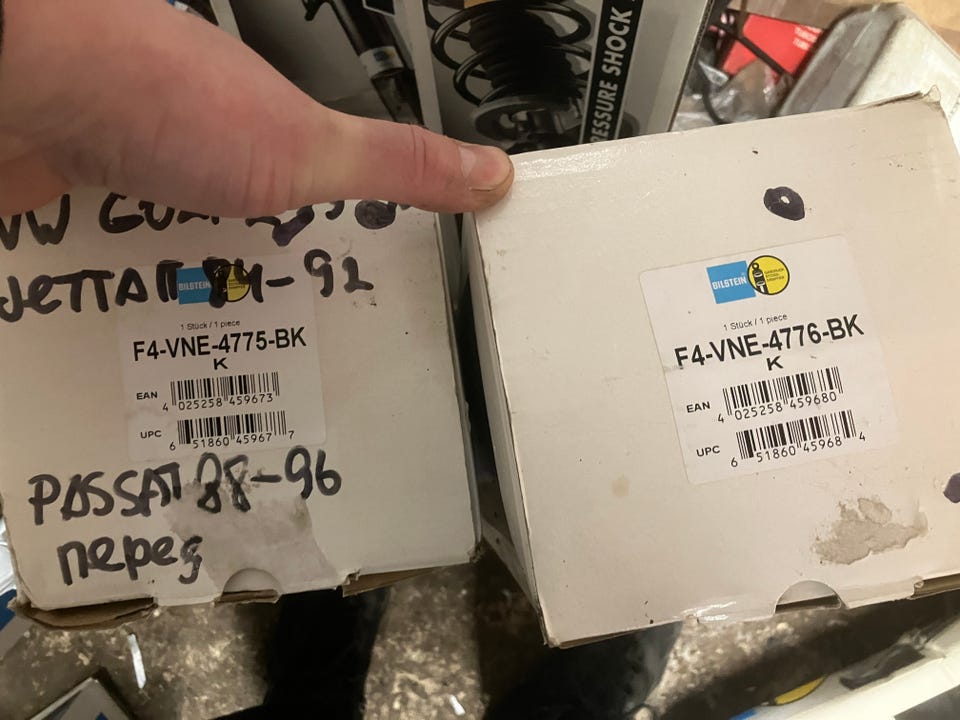 RESSURE SHOCK
VW GOLF
JETTA II 84-92
BILSTEIN
1 Stück / 1 piece
F4-VNE-4775-BK
K
EAN
4 025258 459673
UPC
6 51860 45967 7
PASSAT 88-96
перед
BILSTEIN
1 Stück / 1 piece
F4-VNE-4776-BK
K
EAN
4 025258 459680
UPC
6 51860 45968 4